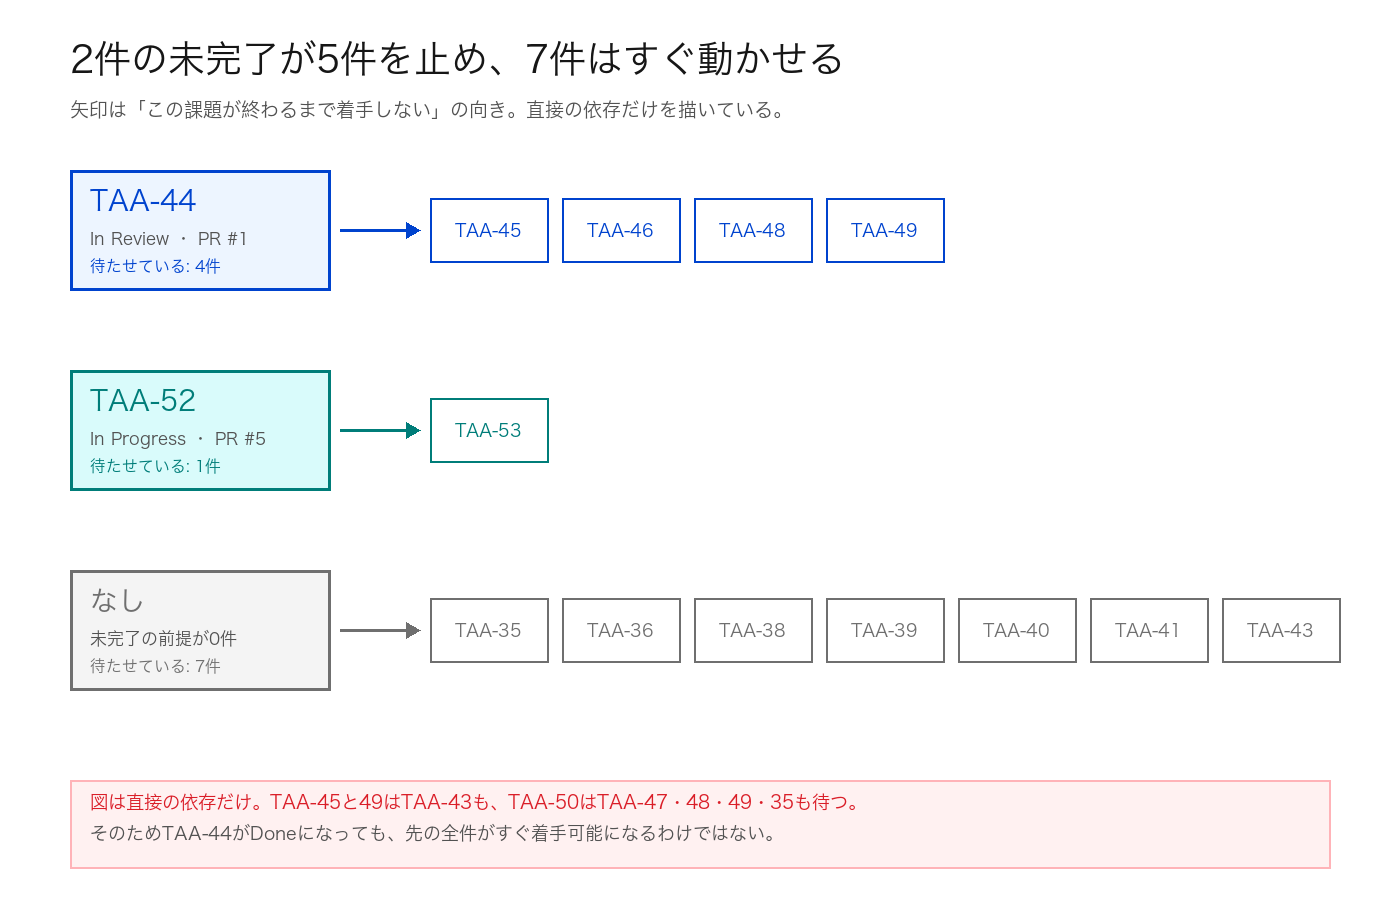 2件の未完了が5件を止め、7件はすぐ動かせる
矢印は「この課題が終わるまで着手しない」の向き。直接の依存だけを描いている。
TAA-44
In Review ・ PR #1
待たせている: 4件
TAA-45
TAA-46
TAA-48
TAA-49
TAA-52
In Progress ・ PR #5
待たせている: 1件
TAA-53
なし
未完了の前提が0件
待たせている: 7件
TAA-35
TAA-36
TAA-38
TAA-39
TAA-40
TAA-41
TAA-43
図は直接の依存だけ。TAA-45と49はTAA-43も、TAA-50はTAA-47・48・49・35も待つ。
そのためTAA-44がDoneになっても、先の全件がすぐ着手可能になるわけではない。